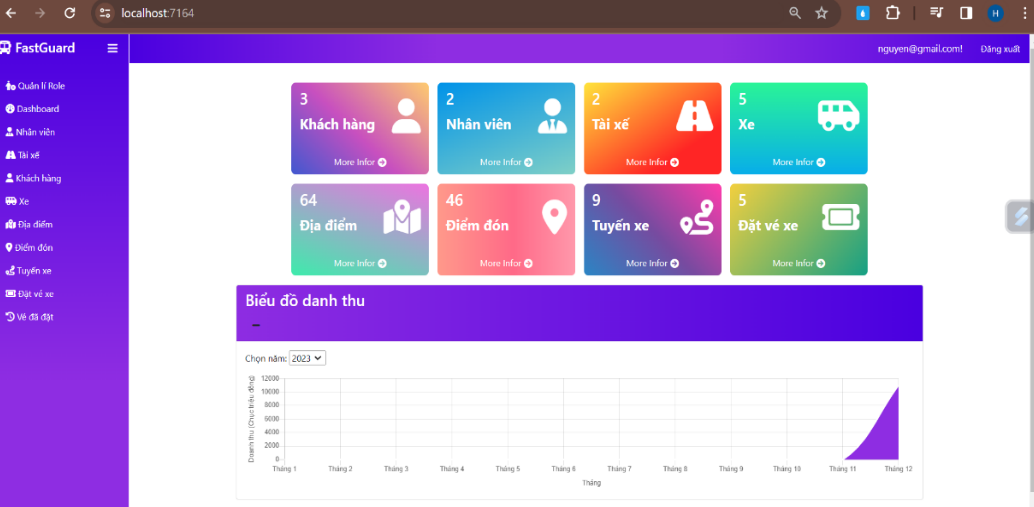 localhost:7164
H
FastGuard
nguyen@gmail.com!
Đăng xuất
Quản lí Role
Dashboard
Nhân viên
Tài xế
Khách hàng
Xe
Địa điểm
Điểm đón
Tuyến xe
Đặt vé xe
Vé đã đặt
3
Khách hàng
More Infor
2
Nhân viên
More Infor
2
Tài xế
More Infor
5
Xe
More Infor
64
Địa điểm
More Infor
46
Điểm đón
More Infor
9
Tuyến xe
More Infor
5
Đặt vé xe
More Infor
Biểu đồ danh thu
–
Chọn năm: 2023
Doanh thu (Chục triệu đồng)
12000
10000
8000
6000
4000
2000
0
Tháng 1 Tháng 2 Tháng 3 Tháng 4 Tháng 5 Tháng 6 Tháng 7 Tháng 8 Tháng 9 Tháng 10 Tháng 11 Tháng 12
Tháng